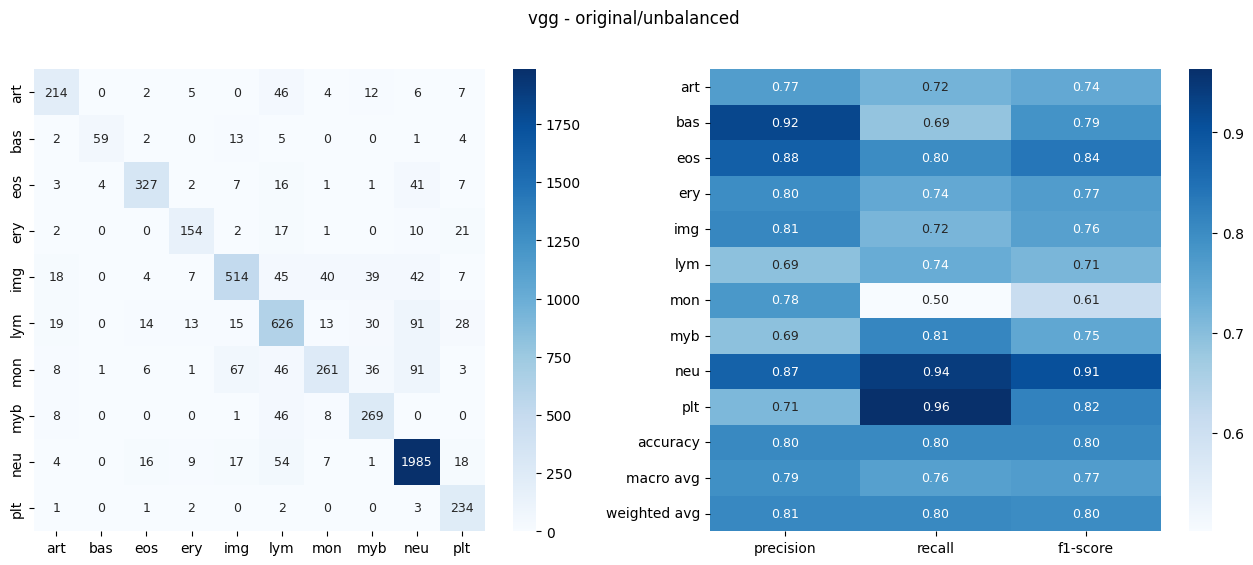 vgg - original/unbalanced
art 214 0 2 5 0 46 4 12 6 7
bas 2 59 2 0 13 5 0 0 1 4
eos 3 4 327 2 7 16 1 1 41 7
ery 2 0 0 154 2 17 1 0 10 21
img 18 0 4 7 514 45 40 39 42 7
lym 19 0 14 13 15 626 13 30 91 28
mon 8 1 6 1 67 46 261 36 91 3
myb 8 0 0 0 1 46 8 269 0 0
neu 4 0 16 9 17 54 7 1 1985 18
plt 1 0 1 2 0 2 0 0 3 234
art bas eos ery img lym mon myb neu plt
1750
1500
1250
1000
750
500
250
0
art 0.77 0.72 0.74
bas 0.92 0.69 0.79
eos 0.88 0.80 0.84
ery 0.80 0.74 0.77
img 0.81 0.72 0.76
lym 0.69 0.74 0.71
mon 0.78 0.50 0.61
myb 0.69 0.81 0.75
neu 0.87 0.94 0.91
plt 0.71 0.96 0.82
accuracy 0.80 0.80 0.80
macro avg 0.79 0.76 0.77
weighted avg 0.81 0.80 0.80
precision recall f1-score
0.9
0.8
0.7
0.6